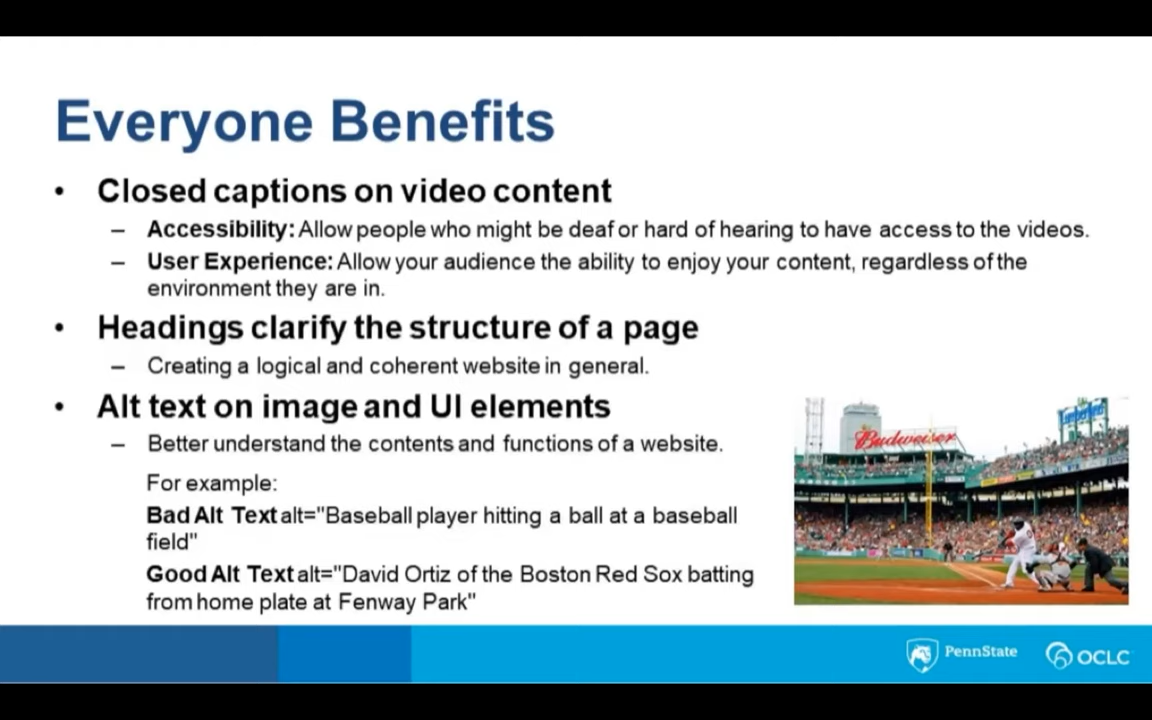 Everyone Benefits
• Closed captions on video content
– Accessibility: Allow people who might be deaf or hard of hearing to have access to the videos.
– User Experience: Allow your audience the ability to enjoy your content, regardless of the
environment they are in.
• Headings clarify the structure of a page
– Creating a logical and coherent website in general.
• Alt text on image and UI elements
– Better understand the contents and functions of a website.
For example:
Bad Alt Text alt="Baseball player hitting a ball at a baseball
field"
Good Alt Text alt="David Ortiz of the Boston Red Sox batting
from home plate at Fenway Park"
Budweiser
PennState
OCLC